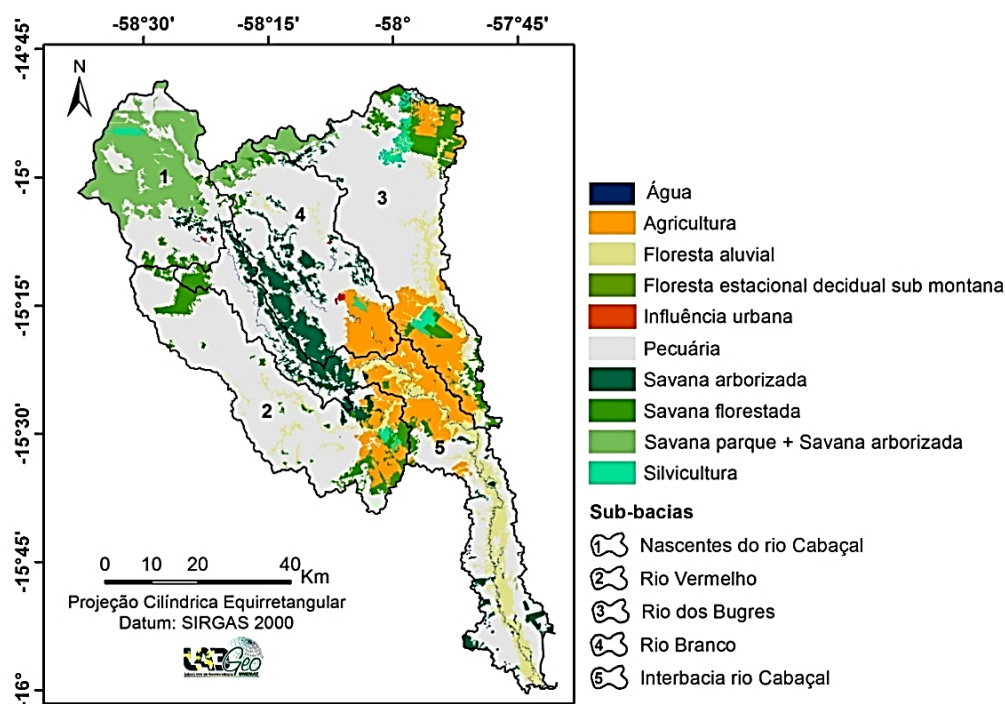 -58°30' -58°15' -58° -57°45'
-14°45'
-15°
-15°15'
-15°30'
-15°45'
-16°
N
1
4
3
2
5
0 10 20 40
Km
Projeção Cilíndrica Equirretangular
Datum: SIRGAS 2000
Geo
Água
Agricultura
Floresta aluvial
Floresta estacional decidual sub montana
Influência urbana
Pecuária
Savana arborizada
Savana florestada
Savana parque + Savana arborizada
Silvicultura
Sub-bacias
1 Nascentes do rio Cabaçal
2 Rio Vermelho
3 Rio dos Bugres
4 Rio Branco
5 Interbacia rio Cabaçal